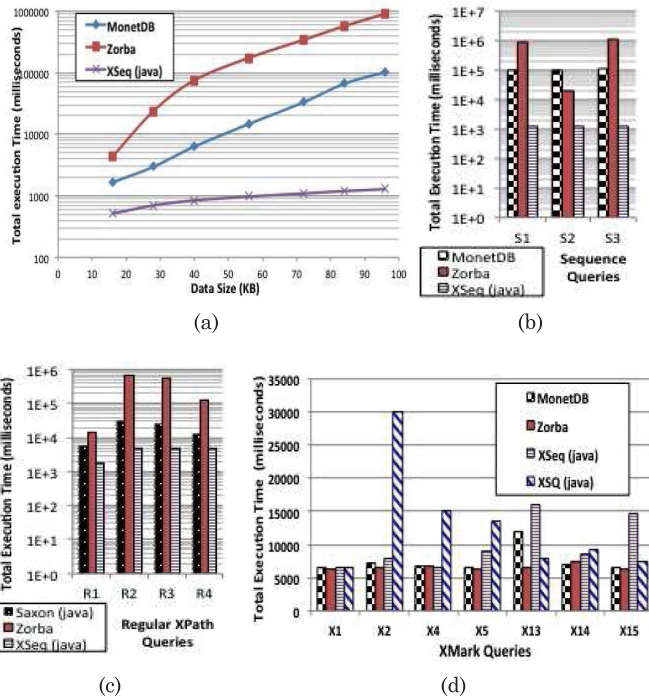 Total execution Time (milliseconds)
1000000
1000000
10000
1000
100
0
10
20
30
40
50
60
70
80
90
100
Data Size (KB)
MonetDB
Zorba
XSeq (java)
(a)
Total Execution Time (milliseconds)
1E+7
1E+6
1E+5
1E+4
1E+3
1E+2
1E+1
1E+0
S1
S2
S3
MonetDB
Zorba
XSeq (java)
Sequence
Queries
(b)
Total Execution Time (milliseconds)
1E+6
1E+5
1E+4
1E+3
1E+2
1E+1
1E+0
R1
R2
R3
R4
Saxon (java)
Zorba
XSeq (java)
Regular XPath
Queries
(c)
Total Execution Time (milliseconds)
35000
30000
25000
20000
15000
10000
5000
0
X1
X2
X4
X5
X13
X14
X15
XMark Queries
MonetDB
Zorba
XSeq (java)
XSQ (java)
(d)